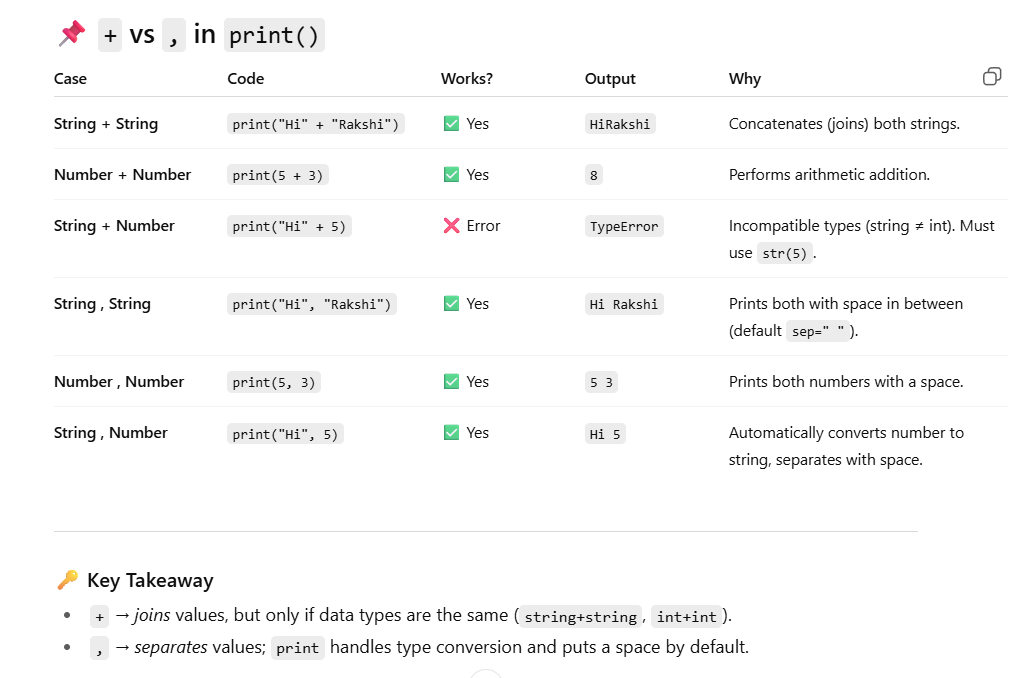 📌 + vs , in print()
Case Code Works? Output Why
String + String print("Hi" + "Rakshi") ✅ Yes HiRakshi Concatenates (joins) both strings.
Number + Number print(5 + 3) ✅ Yes 8 Performs arithmetic addition.
String + Number print("Hi" + 5) ❌ Error TypeError Incompatible types (string ≠ int). Must
use str(5).
String , String print("Hi", "Rakshi") ✅ Yes Hi Rakshi Prints both with space in between
(default sep=" ").
Number , Number print(5, 3) ✅ Yes 5 3 Prints both numbers with a space.
String , Number print("Hi", 5) ✅ Yes Hi 5 Automatically converts number to
string, separates with space.
🔑 Key Takeaway
• + → joins values, but only if data types are the same (string+string, int+int).
• , → separates values; print handles type conversion and puts a space by default.